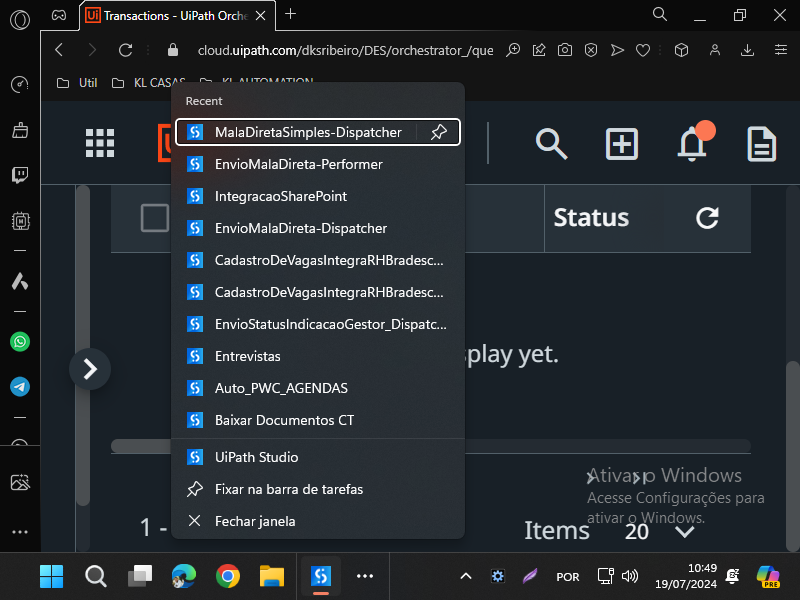 Transactions - UiPath Orche
cloud.uipath.com/dksribeiro/DES/orchestrator_/que
Util
KL CASAS
KL AUTOMATION
Recent
MalaDiretaSimples-Dispatcher
EnvioMalaDireta-Performer
IntegracaoSharePoint
EnvioMalaDireta-Dispatcher
CadastroDeVagasIntegraRHBradesc...
CadastroDeVagasIntegraRHBradesc...
EnvioStatusIndicacaoGestor_Dispatc...
Entrevistas
Auto_PWC_AGENDAS
Baixar Documentos CT
UiPath Studio
Fixar na barra de tarefas
Fechar janela
Status
splay yet.
Ativar o Windows
Acesse Configurações para
ativar o Windows.
1 -
Items
20
POR
10:49
19/07/2024
PRE